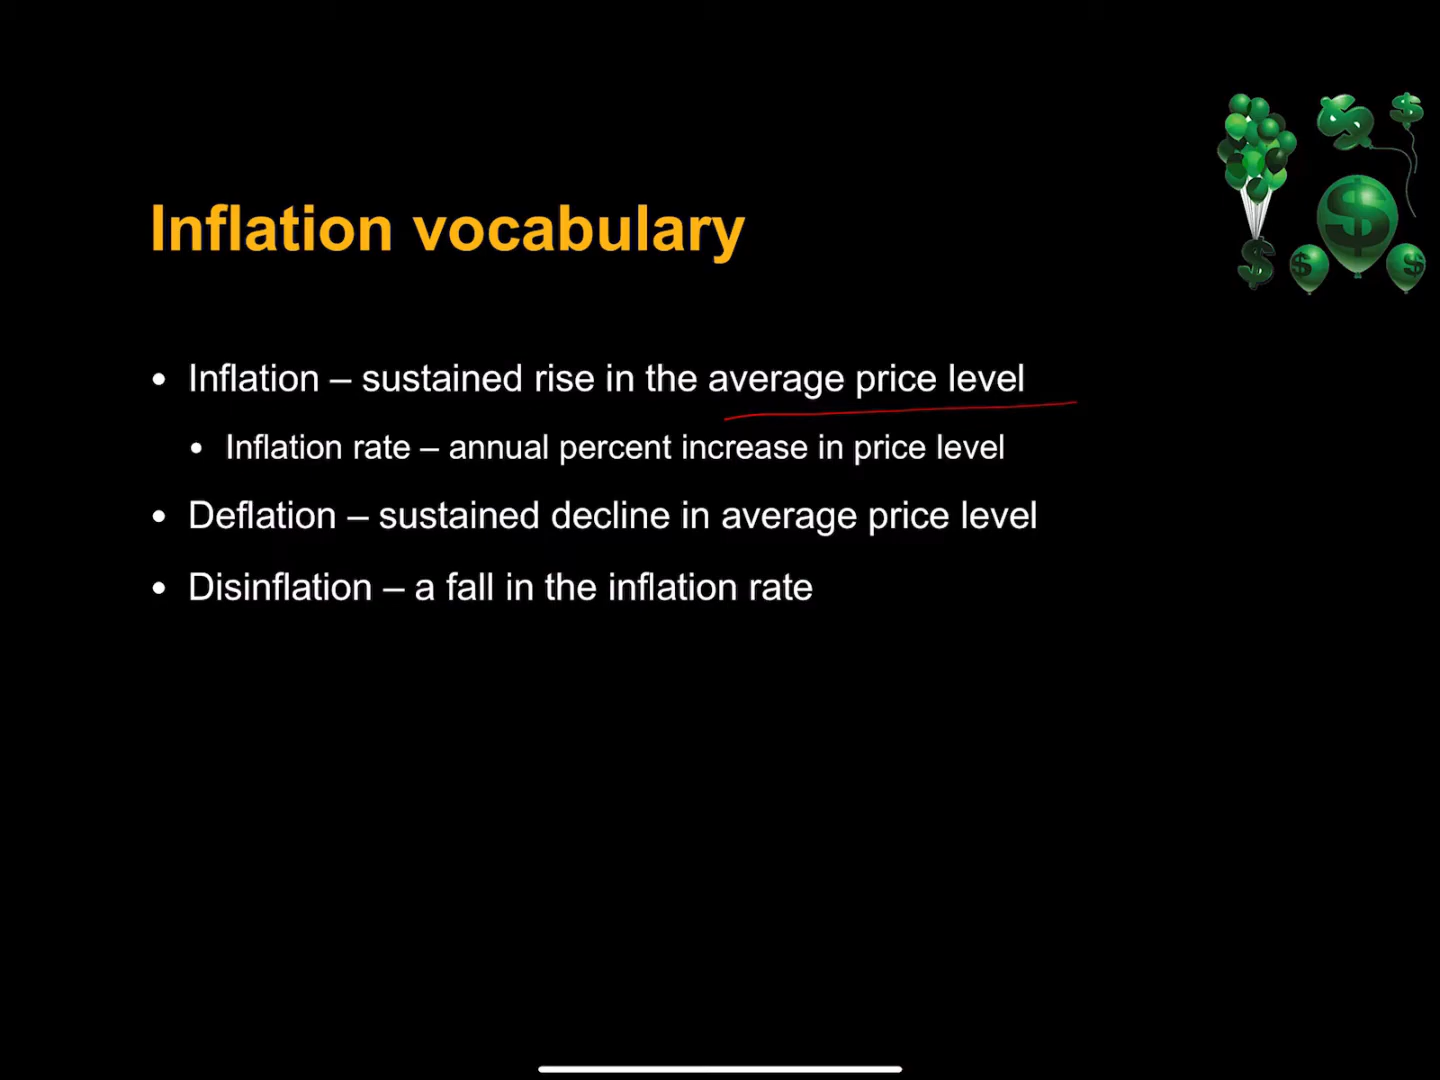 Inflation vocabulary
• Inflation – sustained rise in the average price level
• Inflation rate – annual percent increase in price level
• Deflation – sustained decline in average price level
• Disinflation – a fall in the inflation rate